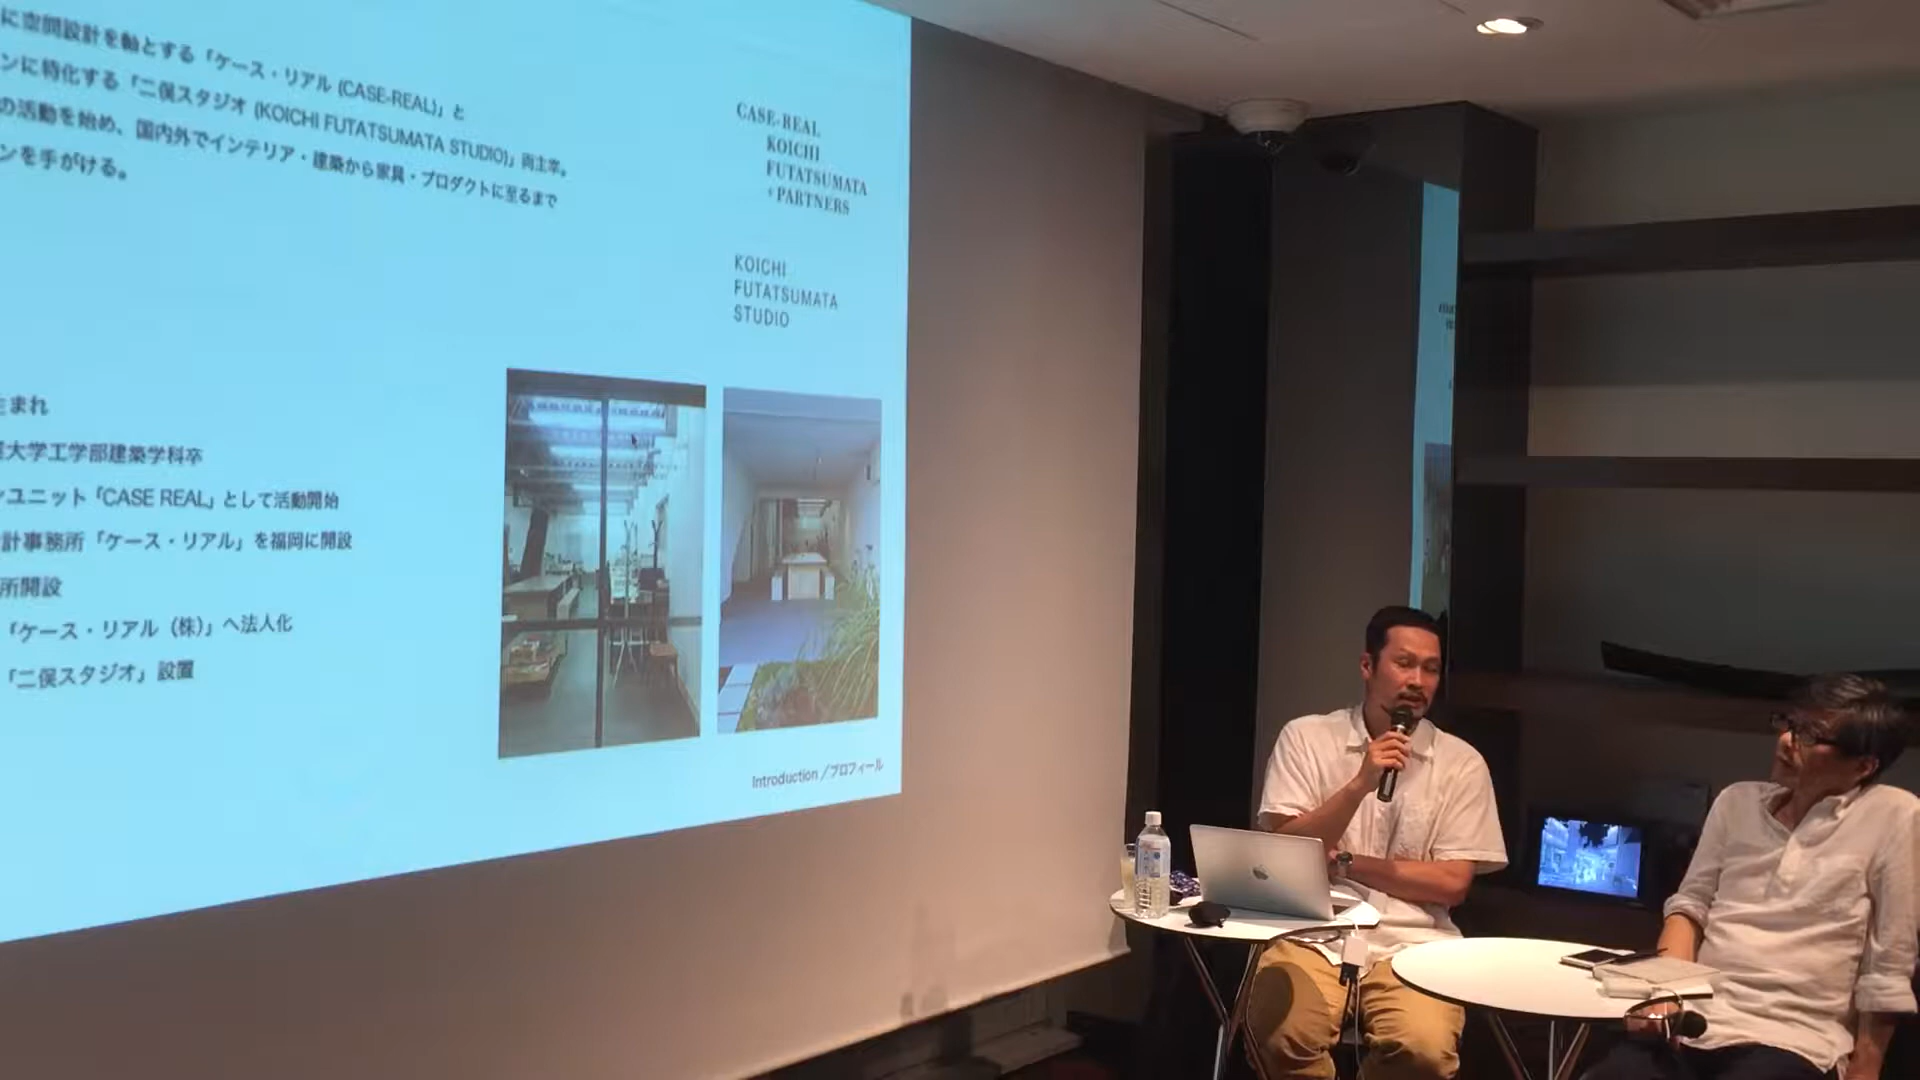 に空間設計を軸とする「ケース・リアル (CASE-REAL)」と
ンに特化する「二俣スタジオ (KOICHI FUTATSUMATA STUDIO)」両主宰。
の活動を始め、国内外でインテリア・建築から家具・プロダクトに至るまで
ンを手がける。
CASE-REAL
KOICHI
FUTATSUMATA
+PARTNERS
KOICHI
FUTATSUMATA
STUDIO
生まれ
大学工学部建築学科卒
ユニット「CASE REAL」として活動開始
計事務所「ケース・リアル」を福岡に開設
所開設
「ケース・リアル（株）」へ法人化
「二俣スタジオ」設置
Introduction／プロフィール